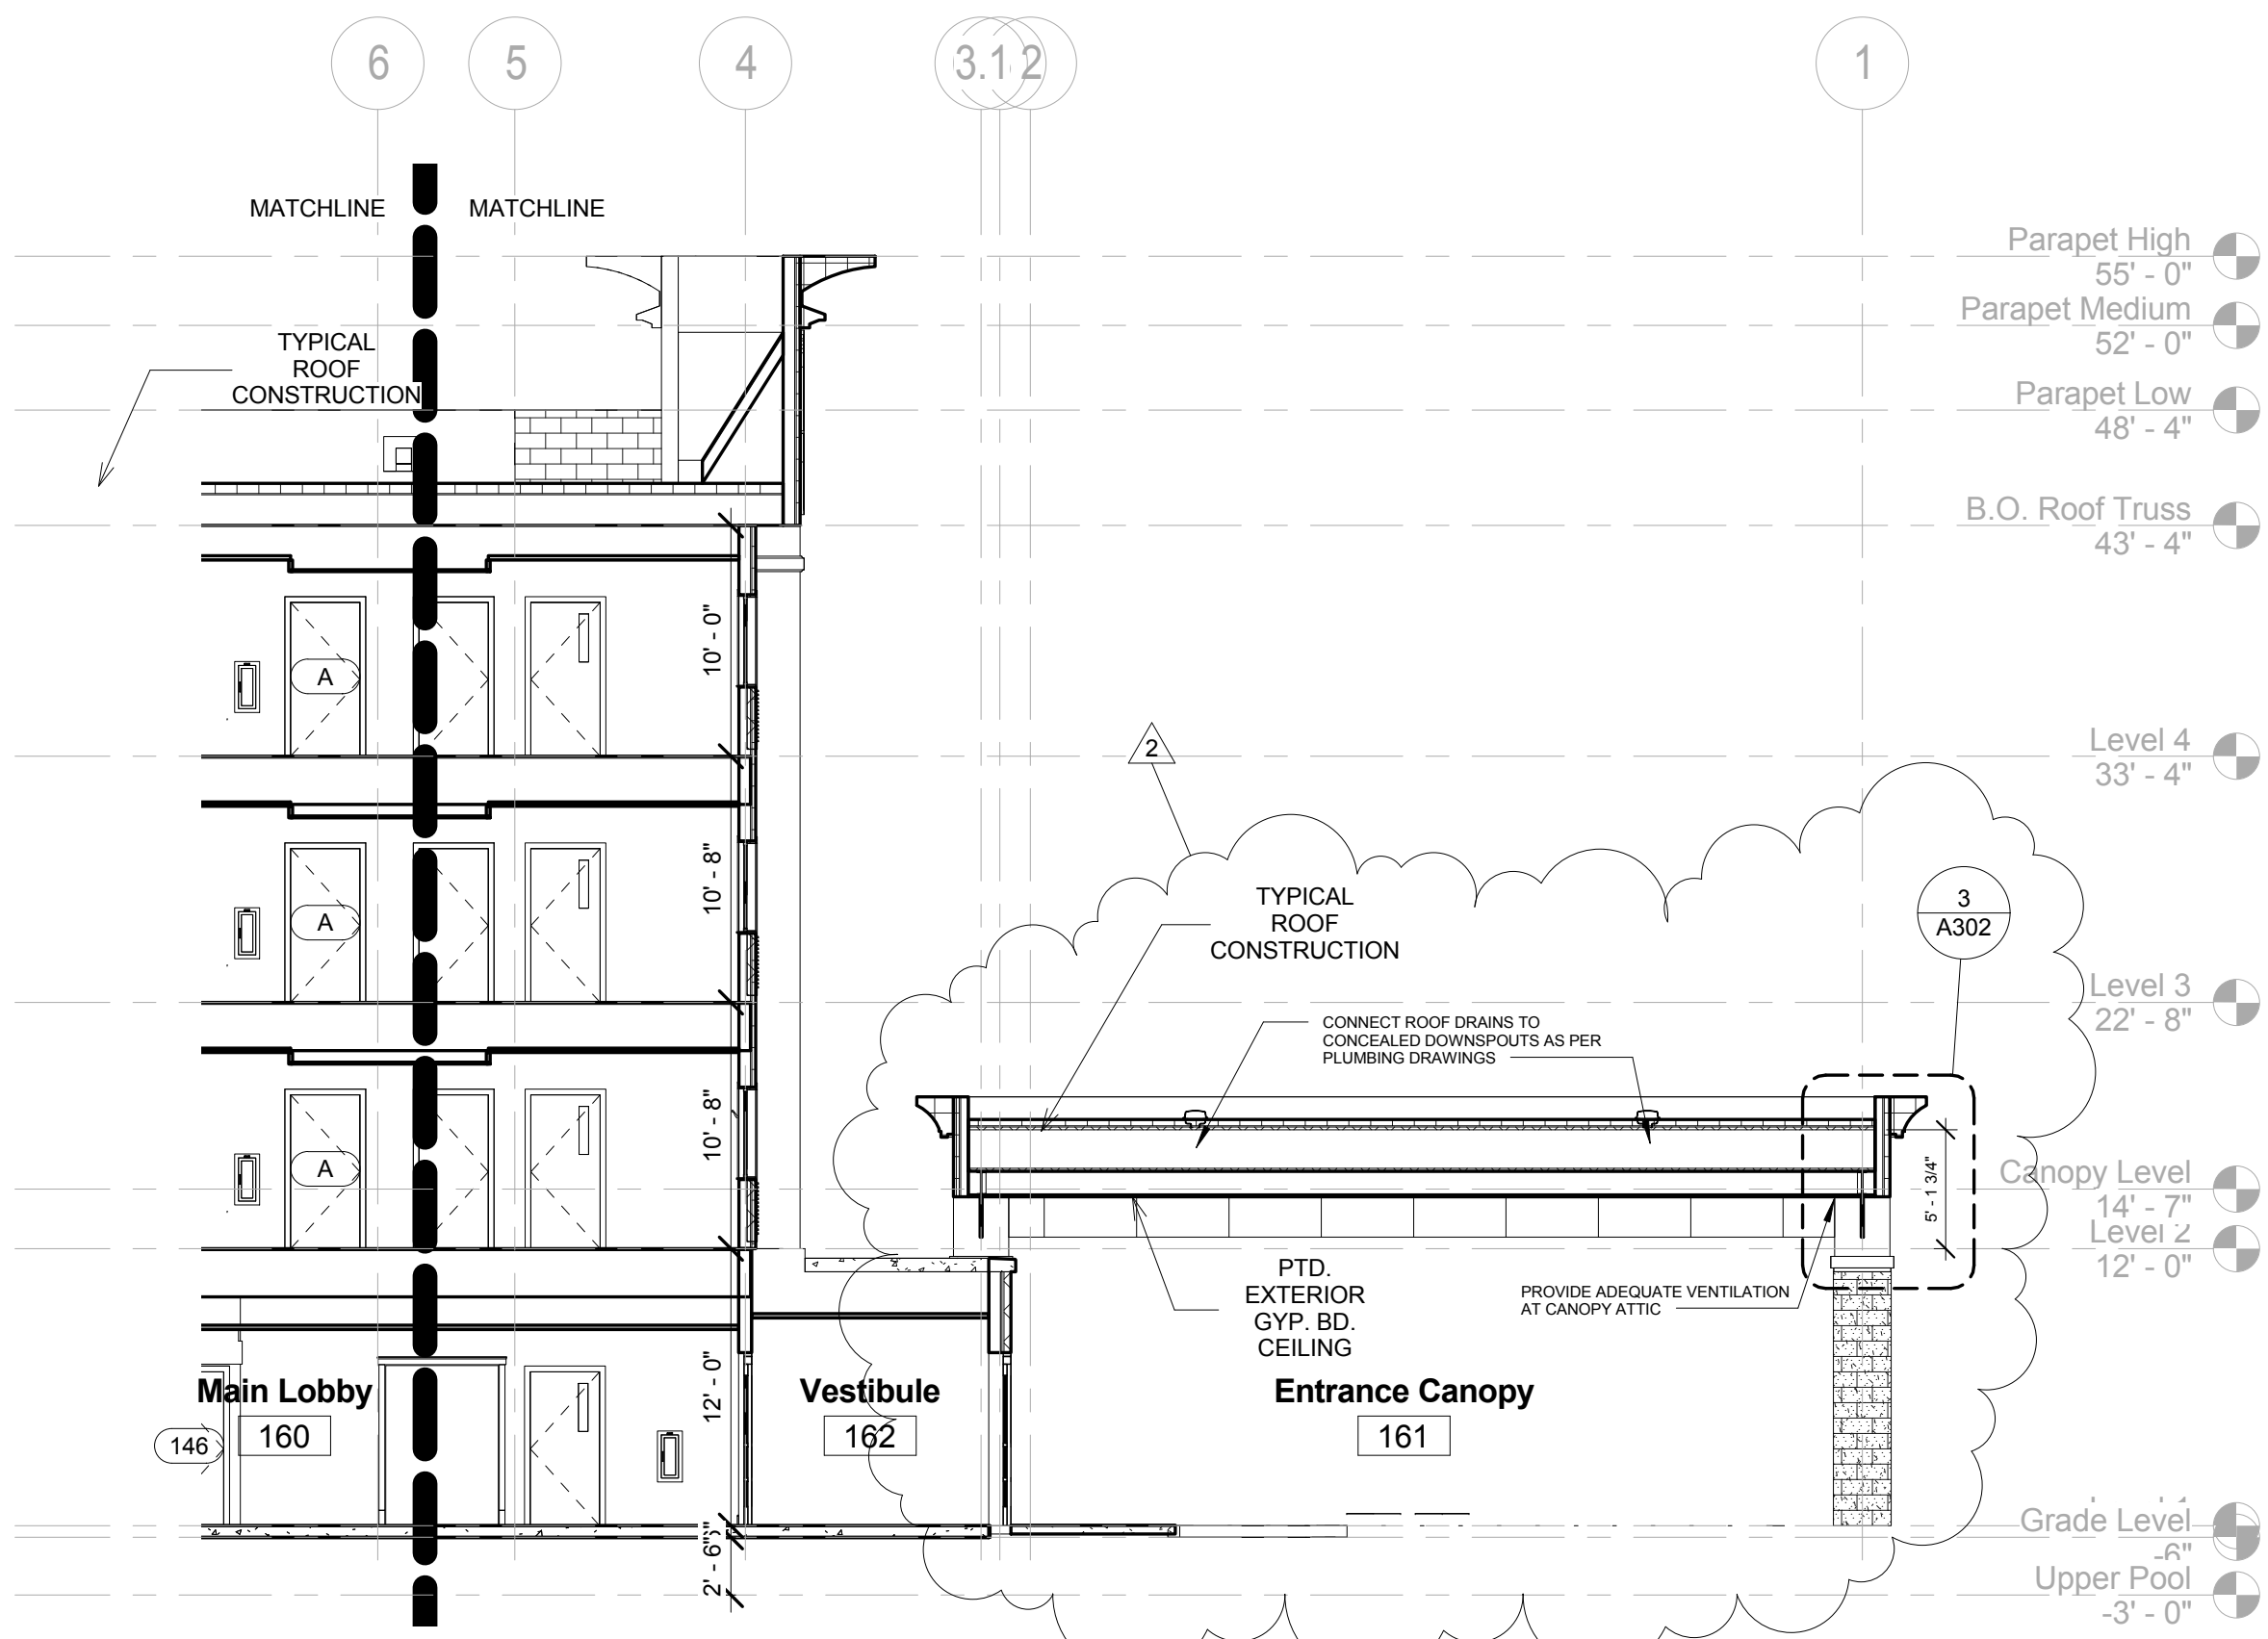 6
5
4
3.1
2
1
MATCHLINE
MATCHLINE
Parapet High
55' - 0"
Parapet Medium
52' - 0"
TYPICAL
ROOF
CONSTRUCTION
Parapet Low
48' - 4"
B.O. Roof Truss
43' - 4"
10' - 0"
A
2
Level 4
33' - 4"
10' - 8"
A
TYPICAL
ROOF
CONSTRUCTION
3
A302
Level 3
22' - 8"
CONNECT ROOF DRAINS TO
CONCEALED DOWNSPOUTS AS PER
PLUMBING DRAWINGS
10' - 8"
A
5' - 1 3/4"
Canopy Level
14' - 7"
Level 2
12' - 0"
PTD.
EXTERIOR
GYP. BD.
CEILING
PROVIDE ADEQUATE VENTILATION
AT CANOPY ATTIC
12' - 0"
Main Lobby
160
146
Vestibule
162
Entrance Canopy
161
Grade Level
-6"
2' - 6"
Upper Pool
-3' - 0"